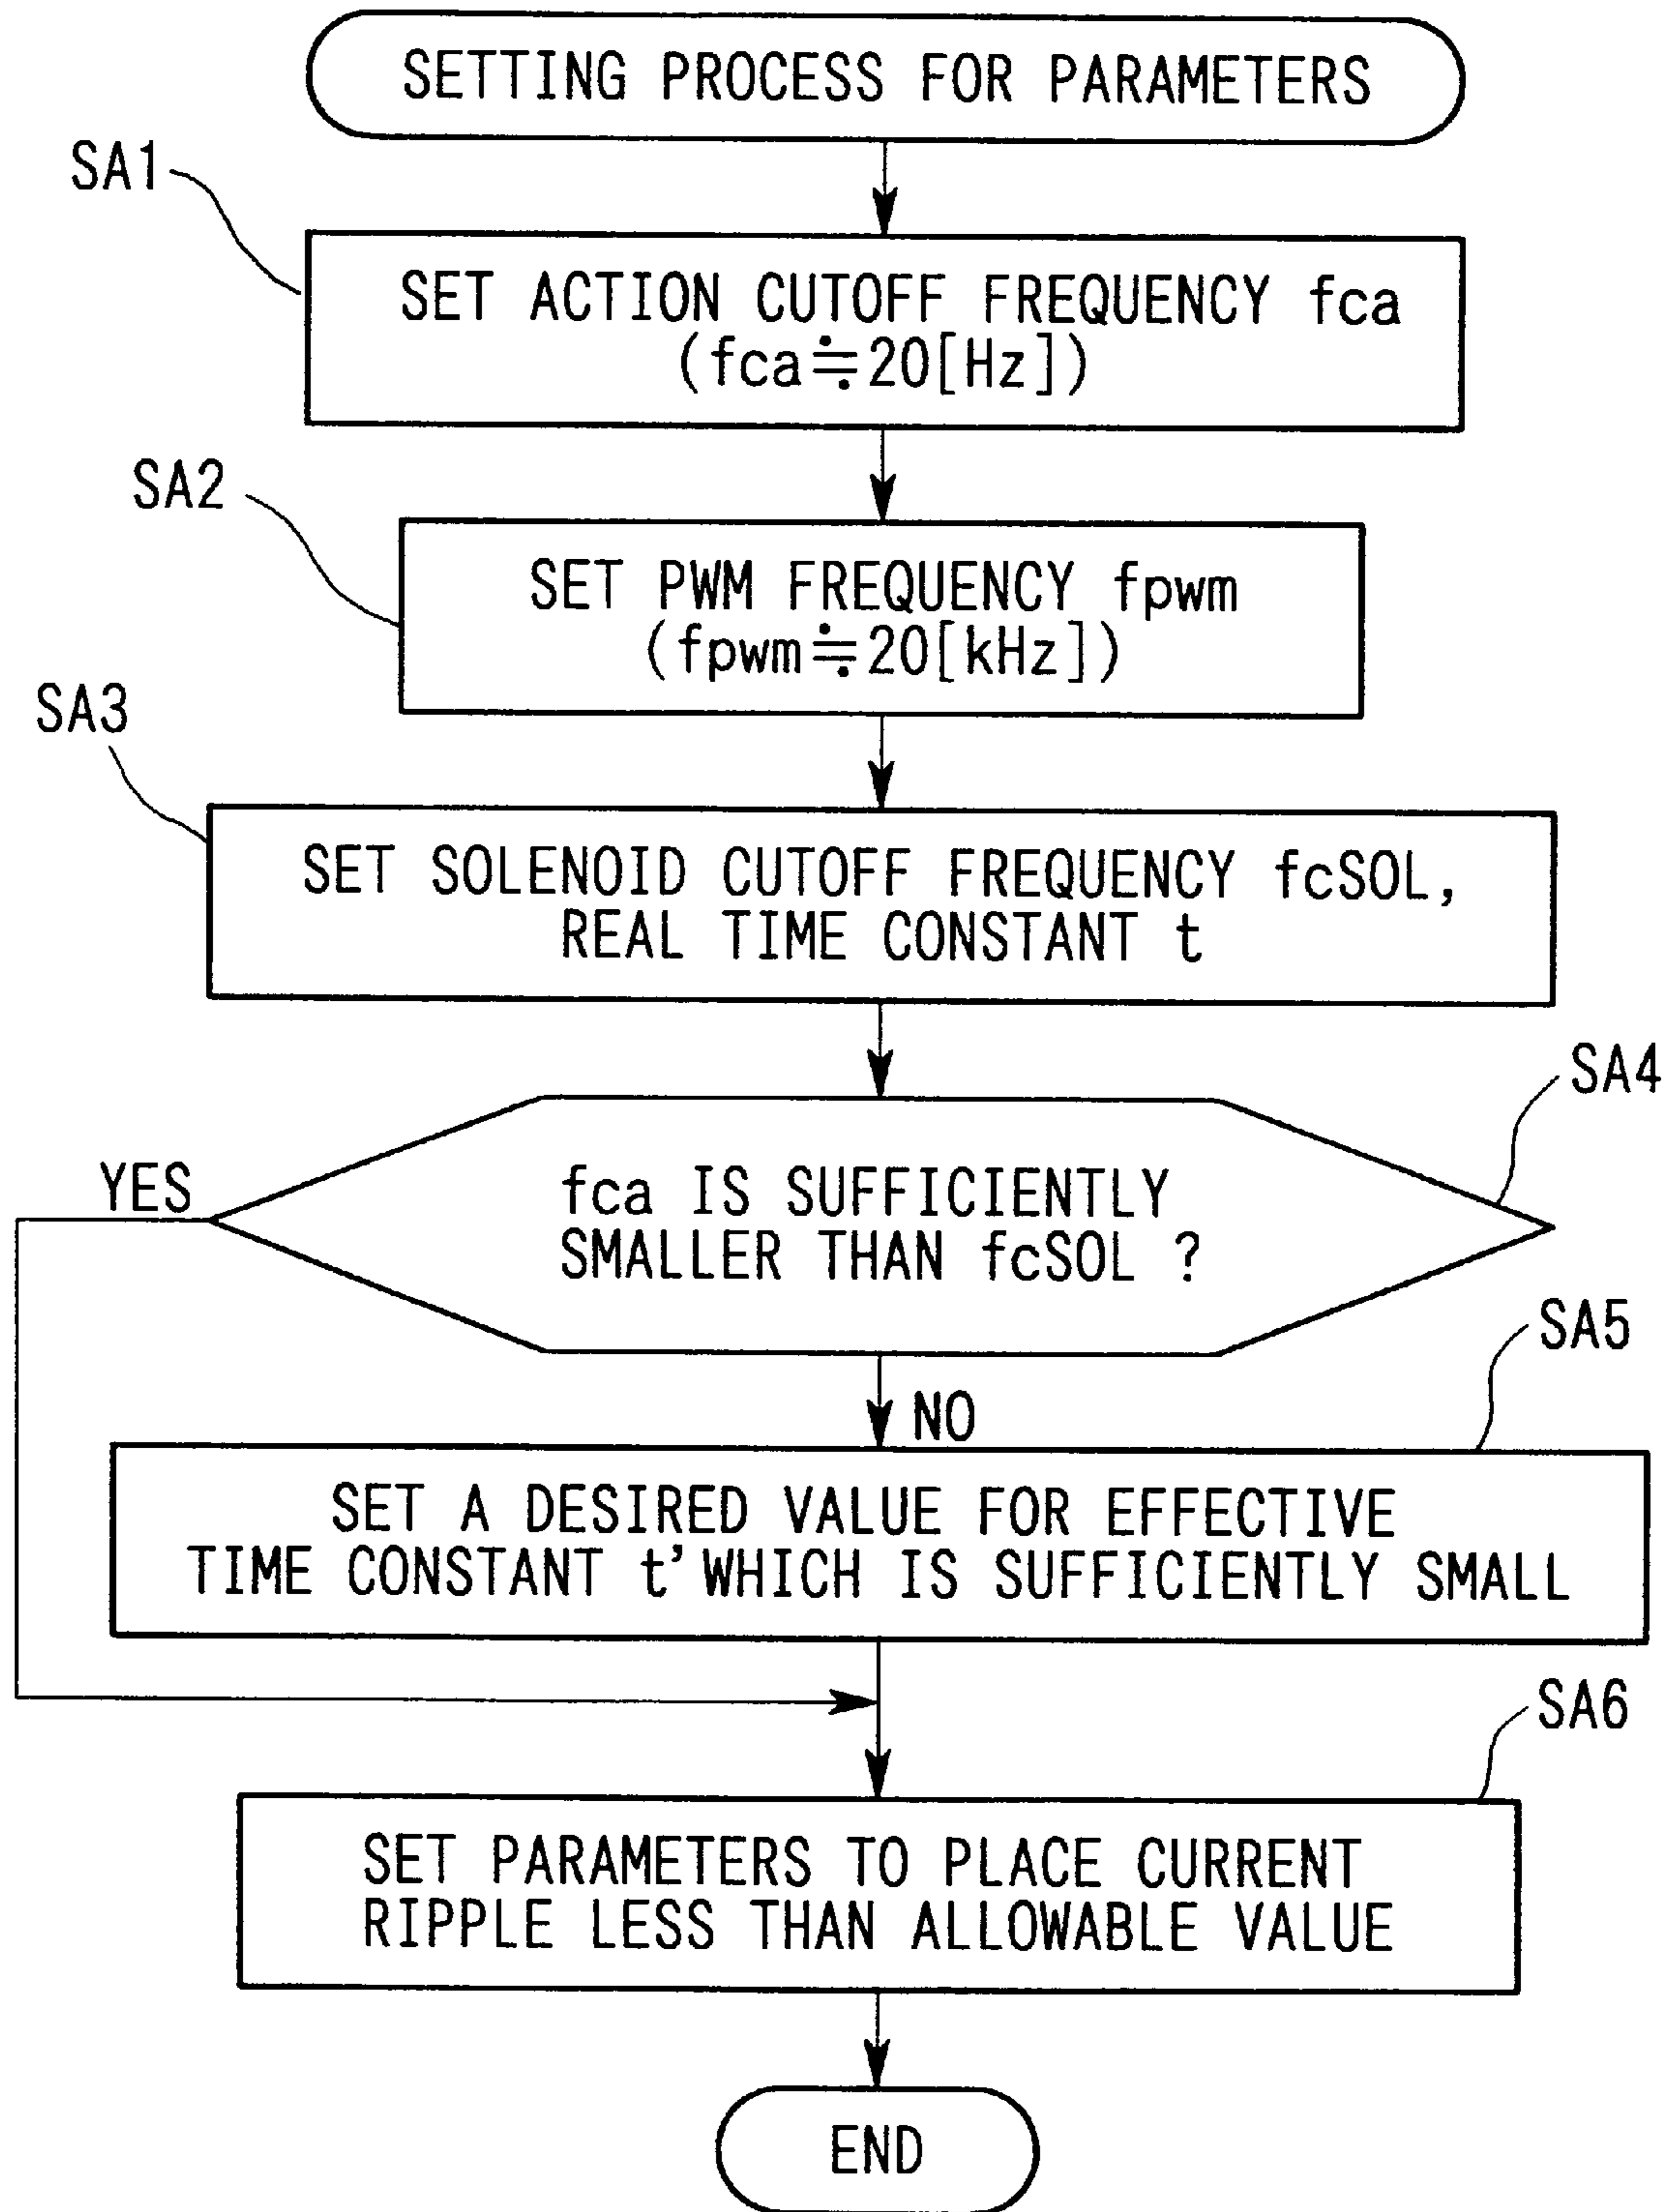 SETTING PROCESS FOR PARAMETERS
SA1
SET ACTION CUTOFF FREQUENCY fca
(fca≒20[Hz])
SA2
SET PWM FREQUENCY fpwm
(fpwm≒20[kHz])
SA3
SET SOLENOID CUTOFF FREQUENCY fcSOL,
REAL TIME CONSTANT t
SA4
YES
fca IS SUFFICIENTLY
SMALLER THAN fcSOL ?
SA5
NO
SET A DESIRED VALUE FOR EFFECTIVE
TIME CONSTANT t' WHICH IS SUFFICIENTLY SMALL
SA6
SET PARAMETERS TO PLACE CURRENT
RIPPLE LESS THAN ALLOWABLE VALUE
END